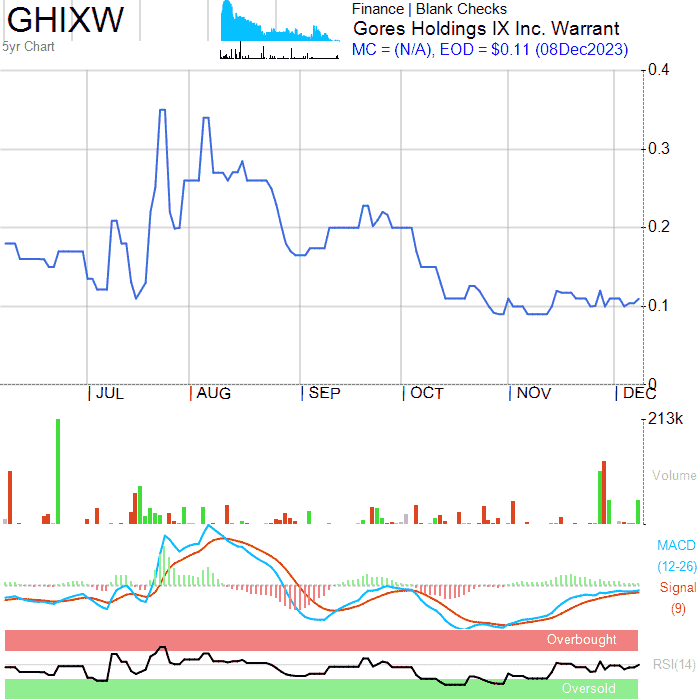 GHIXW
5yr Chart
Finance | Blank Checks
Gores Holdings IX Inc. Warrant
MC = (N/A), EOD = $0.11 (08Dec2023)
0.4
0.3
0.2
0.1
0
JUL AUG SEP OCT NOV DEC
213k
Volume
MACD
(12-26)
Signal
(9)
Overbought
RSI(14)
Oversold